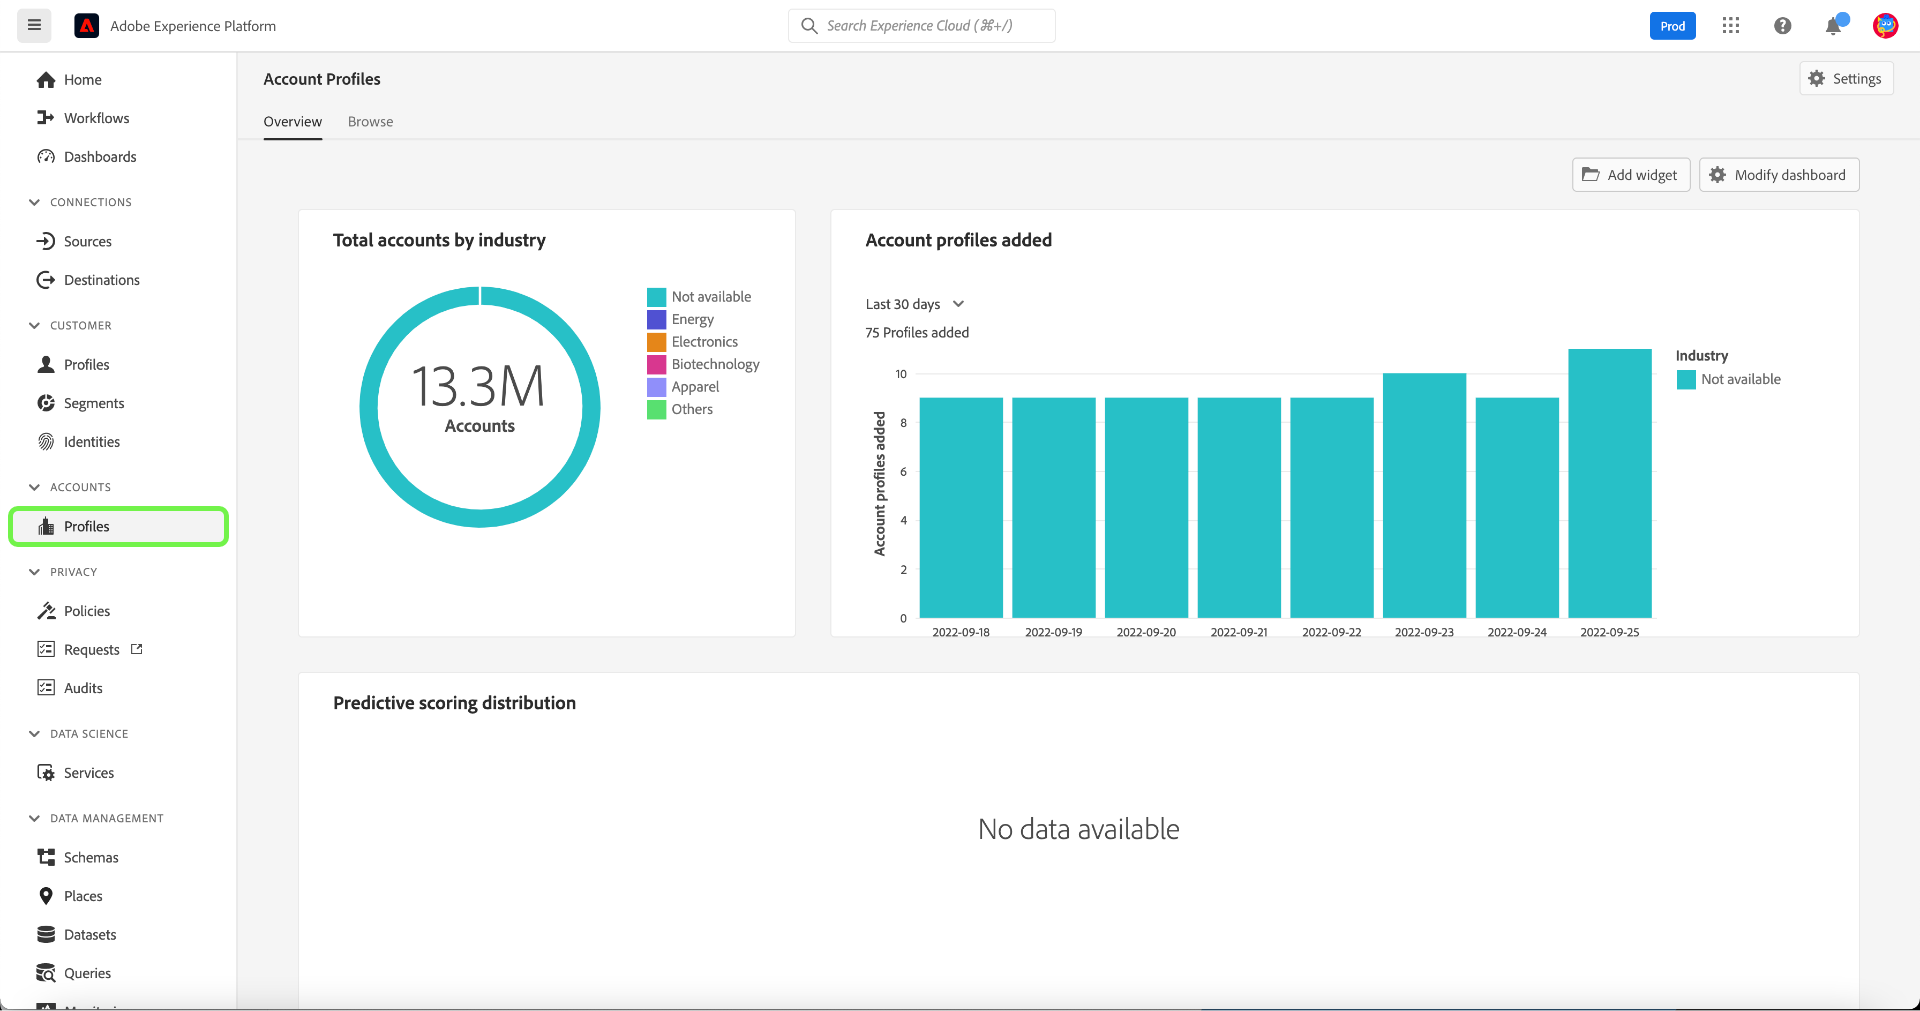 Adobe Experience Platform
Search Experience Cloud (⌘+/)
Prod
Home
Workflows
Dashboards
CONNECTIONS
Sources
Destinations
CUSTOMER
Profiles
Segments
Identities
ACCOUNTS
Profiles
PRIVACY
Policies
Requests
Audits
DATA SCIENCE
Services
DATA MANAGEMENT
Schemas
Places
Datasets
Queries
Account Profiles
Settings
Overview
Browse
Add widget
Modify dashboard
Total accounts by industry
13.3M
Accounts
Not available
Energy
Electronics
Biotechnology
Apparel
Others
Account profiles added
Last 30 days
75 Profiles added
Account profiles added
10
8
6
4
2
0
2022-09-18
2022-09-19
2022-09-20
2022-09-21
2022-09-22
2022-09-23
2022-09-24
2022-09-25
Industry
Not available
Predictive scoring distribution
No data available